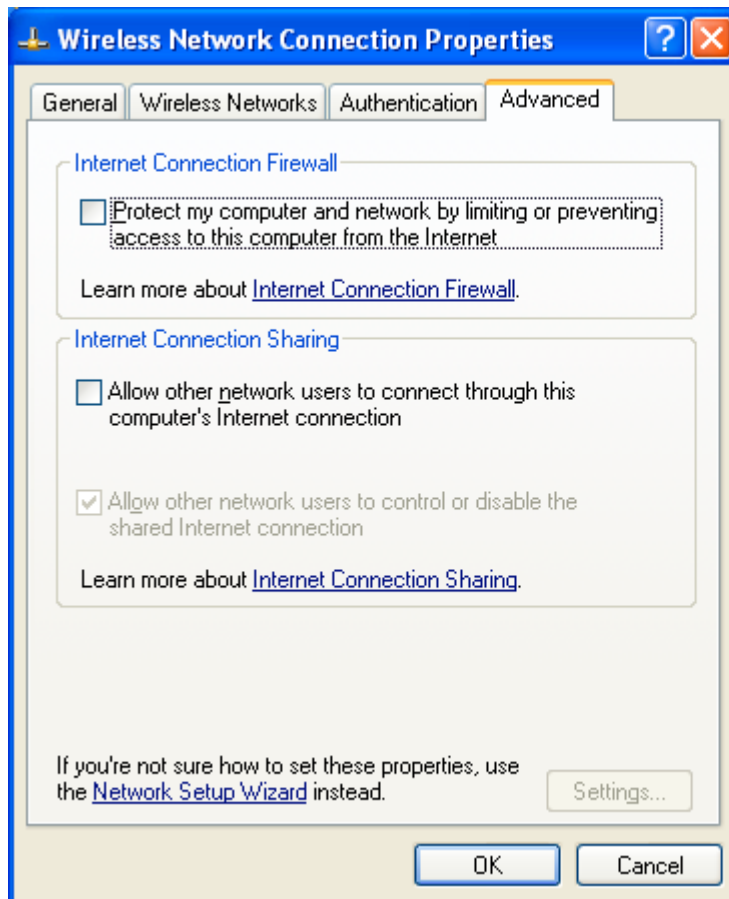 Wireless Network Connection Properties
General Wireless Networks Authentication Advanced
Internet Connection Firewall
Protect my computer and network by limiting or preventing
access to this computer from the Internet
Learn more about Internet Connection Firewall.
Internet Connection Sharing
Allow other network users to connect through this
computer's Internet connection
Allow other network users to control or disable the
shared Internet connection
Learn more about Internet Connection Sharing.
If you're not sure how to set these properties, use
the Network Setup Wizard instead.
Settings...
OK Cancel